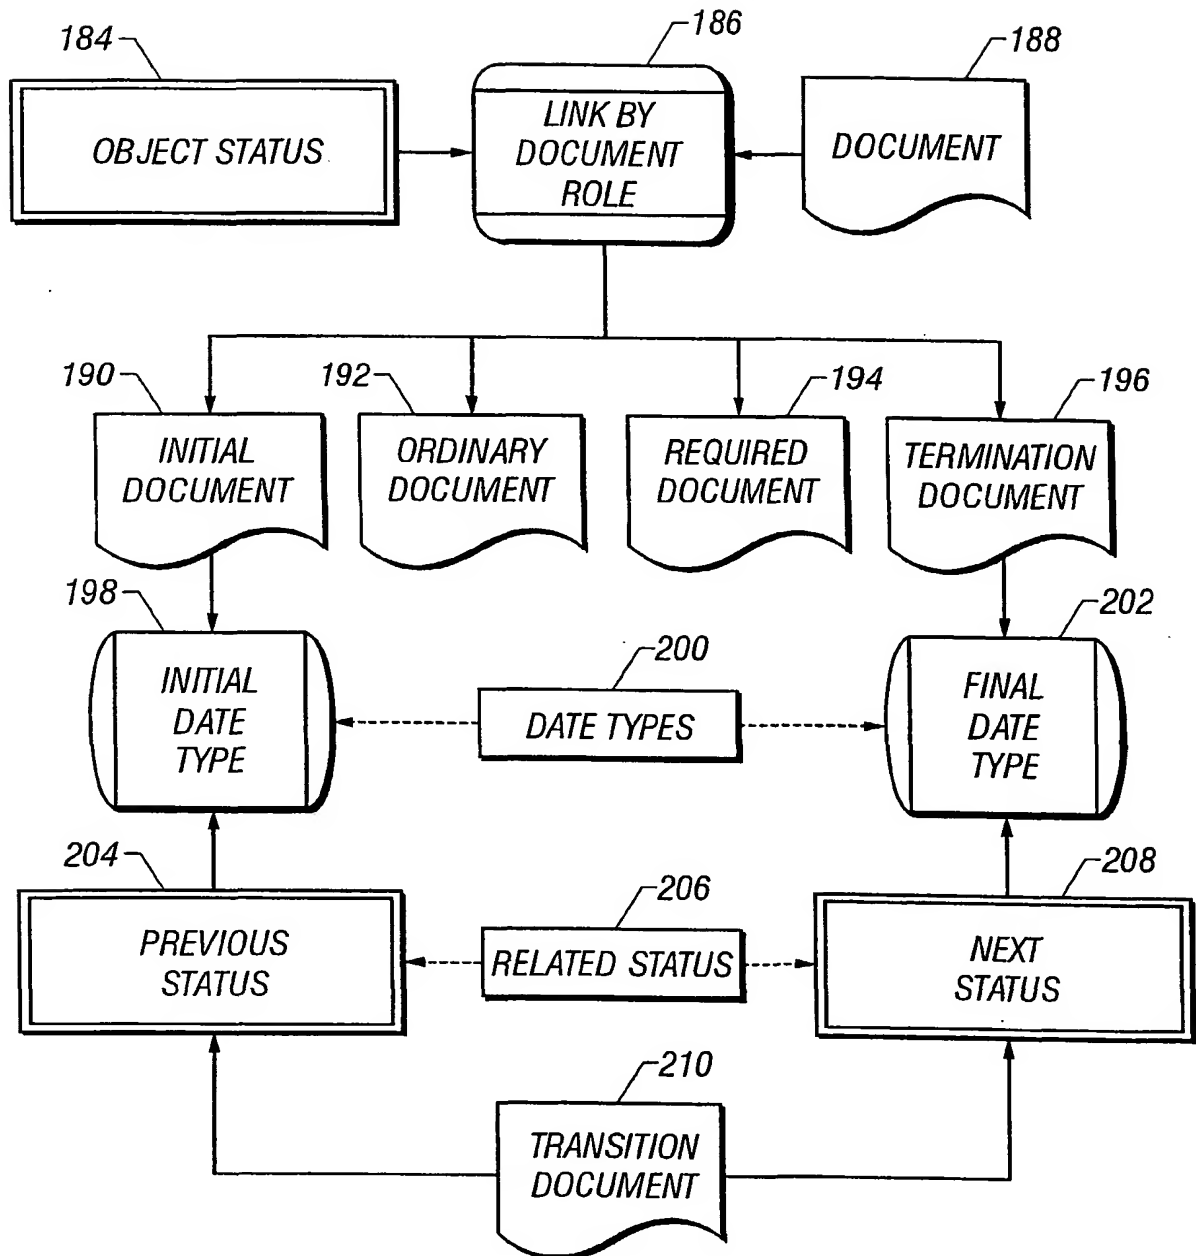 184
186
188
OBJECT STATUS
LINK BY
DOCUMENT
ROLE
DOCUMENT
190
192
194
196
INITIAL
DOCUMENT
ORDINARY
DOCUMENT
REQUIRED
DOCUMENT
TERMINATION
DOCUMENT
198
200
202
INITIAL
DATE
TYPE
DATE TYPES
FINAL
DATE
TYPE
204
206
208
PREVIOUS
STATUS
RELATED STATUS
NEXT
STATUS
210
TRANSITION
DOCUMENT